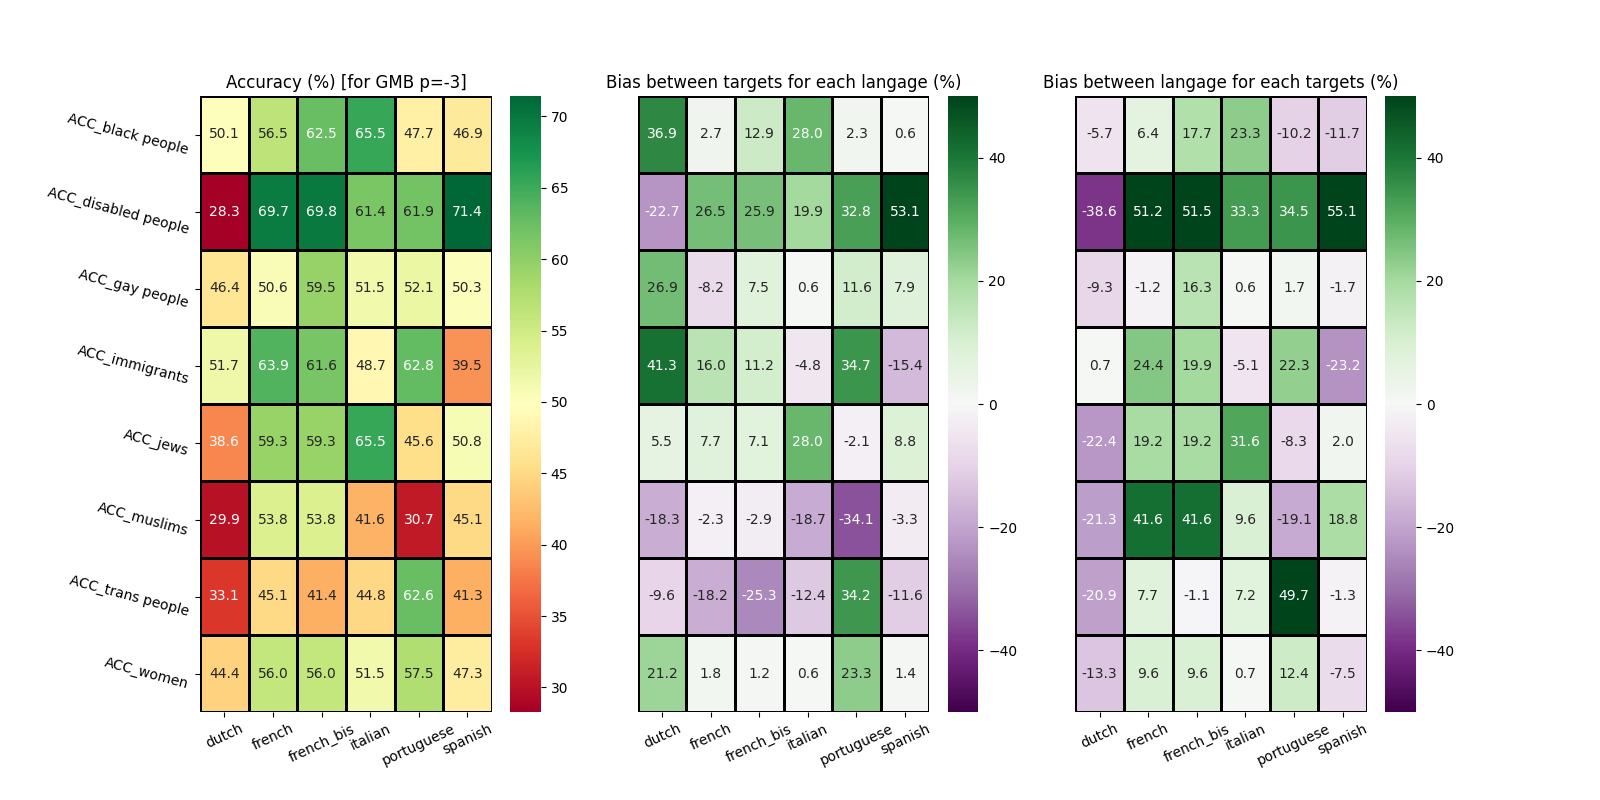 Accuracy (%) [for GMB p=-3]
Bias between targets for each langage (%)
Bias between langage for each targets (%)
ACC_black people
50.1 56.5 62.5 65.5 47.7 46.9
36.9 2.7 12.9 28.0 2.3 0.6
-5.7 6.4 17.7 23.3 -10.2 -11.7
ACC_disabled people
28.3 69.7 69.8 61.4 61.9 71.4
-22.7 26.5 25.9 19.9 32.8 53.1
-38.6 51.2 51.5 33.3 34.5 55.1
ACC_gay people
46.4 50.6 59.5 51.5 52.1 50.3
26.9 -8.2 7.5 0.6 11.6 7.9
-9.3 -1.2 16.3 0.6 1.7 -1.7
ACC_immigrants
51.7 63.9 61.6 48.7 62.8 39.5
41.3 16.0 11.2 -4.8 34.7 -15.4
0.7 24.4 19.9 -5.1 22.3 -23.2
ACC_jews
38.6 59.3 59.3 65.5 45.6 50.8
5.5 7.7 7.1 28.0 -2.1 8.8
-22.4 19.2 19.2 31.6 -8.3 2.0
ACC_muslims
29.9 53.8 53.8 41.6 30.7 45.1
-18.3 -2.3 -2.9 -18.7 -34.1 -3.3
-21.3 41.6 41.6 9.6 -19.1 18.8
ACC_trans people
33.1 45.1 41.4 44.8 62.6 41.3
-9.6 -18.2 -25.3 -12.4 34.2 -11.6
-20.9 7.7 -1.1 7.2 49.7 -1.3
ACC_women
44.4 56.0 56.0 51.5 57.5 47.3
21.2 1.8 1.2 0.6 23.3 1.4
-13.3 9.6 9.6 0.7 12.4 -7.5
dutch french french_bis italian portuguese spanish
dutch french french_bis italian portuguese spanish
dutch french french_bis italian portuguese spanish
70
65
60
55
50
45
40
35
30
40
20
0
−20
−40
40
20
0
−20
−40